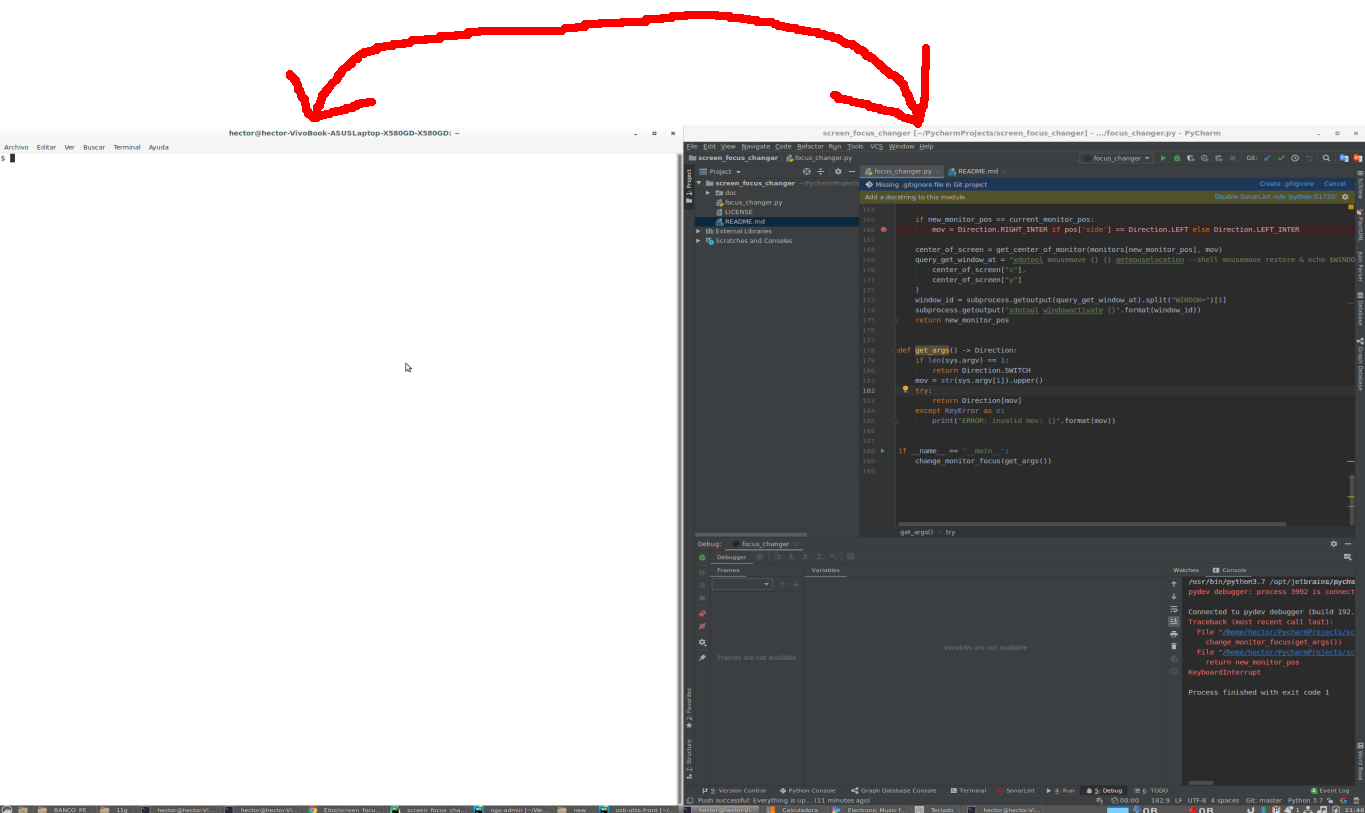 hector@hector-VivoBook-ASUSLaptop-X580GD-X580GD: ~
Archivo Editar Ver Buscar Terminal Ayuda
$
screen_focus_changer [~/PycharmProjects/screen_focus_changer] - .../focus_changer.py - PyCharm
File Edit View Navigate Code Refactor Run Tools VCS Window Help
screen_focus_changer focus_changer.py focus_changer Git:
Project
focus_changer.py README.md
1: Project
screen_focus_changer ~/PycharmProjects
doc
focus_changer.py
LICENSE
README.md
External Libraries
Scratches and Consoles
Missing .gitignore file in Git project Create .gitignore Cancel
Add a docstring to this module. Disable SonarLint rule 'python:S1720'
164
165 if new_monitor_pos == current_monitor_pos:
166 mov = Direction.RIGHT_INTER if pos['side'] == Direction.LEFT else Direction.LEFT_INTER
167
168 center_of_screen = get_center_of_monitor(monitors[new_monitor_pos], mov)
169 query_get_window_at = "xdotool mousemove {} {} getmouselocation --shell mousemove restore & echo $WINDO
170 center_of_screen["x"],
171 center_of_screen["y"]
172 )
173 window_id = subprocess.getoutput(query_get_window_at).split("WINDOW=")[1]
174 subprocess.getoutput("xdotool windowactivate {}".format(window_id))
175 return new_monitor_pos
176
177
178 def get_args() -> Direction:
179 if len(sys.argv) == 1:
180 return Direction.SWITCH
181 mov = str(sys.argv[1]).upper()
182 try:
183 return Direction[mov]
184 except KeyError as e:
185 print("ERROR: invalid mov: {}".format(mov))
186
187
188 if __name__ == '__main__':
189 change_monitor_focus(get_args())
190
get_args() try
SciView
PlantUML
Json Parser
Database
Graph Database
Word Book
Debug: focus_changer
Debugger
Frames Variables Watches Console
Frames are not available
Variables are not available
/usr/bin/python3.7 /opt/jetbrains/pycha
pydev debugger: process 3992 is connect
Connected to pydev debugger (build 192.
Traceback (most recent call last):
File "/home/hector/PycharmProjects/sc
change_monitor_focus(get_args())
File "/home/hector/PycharmProjects/sc
return new_monitor_pos
KeyboardInterrupt
Process finished with exit code 1
2: Favorites
7: Structure
9: Version Control Python Console Graph Database Console Terminal SonarLint 4: Run 5: Debug 6: TODO Event Log
Push successful: Everything is up... (11 minutes ago) 00:00 182:9 LF UTF-8 4 spaces Git: master Python 3.7
BANCO_PE 11g hector@hector-Vi... hector@hector-Vi... screen_focus_cha... ngx-admin [~/We... new osb-utils-front [~/... hector@hector-Vi... Calculadora Electronic Music f... Teclado hector@hector-Vi... 0 B 0 B